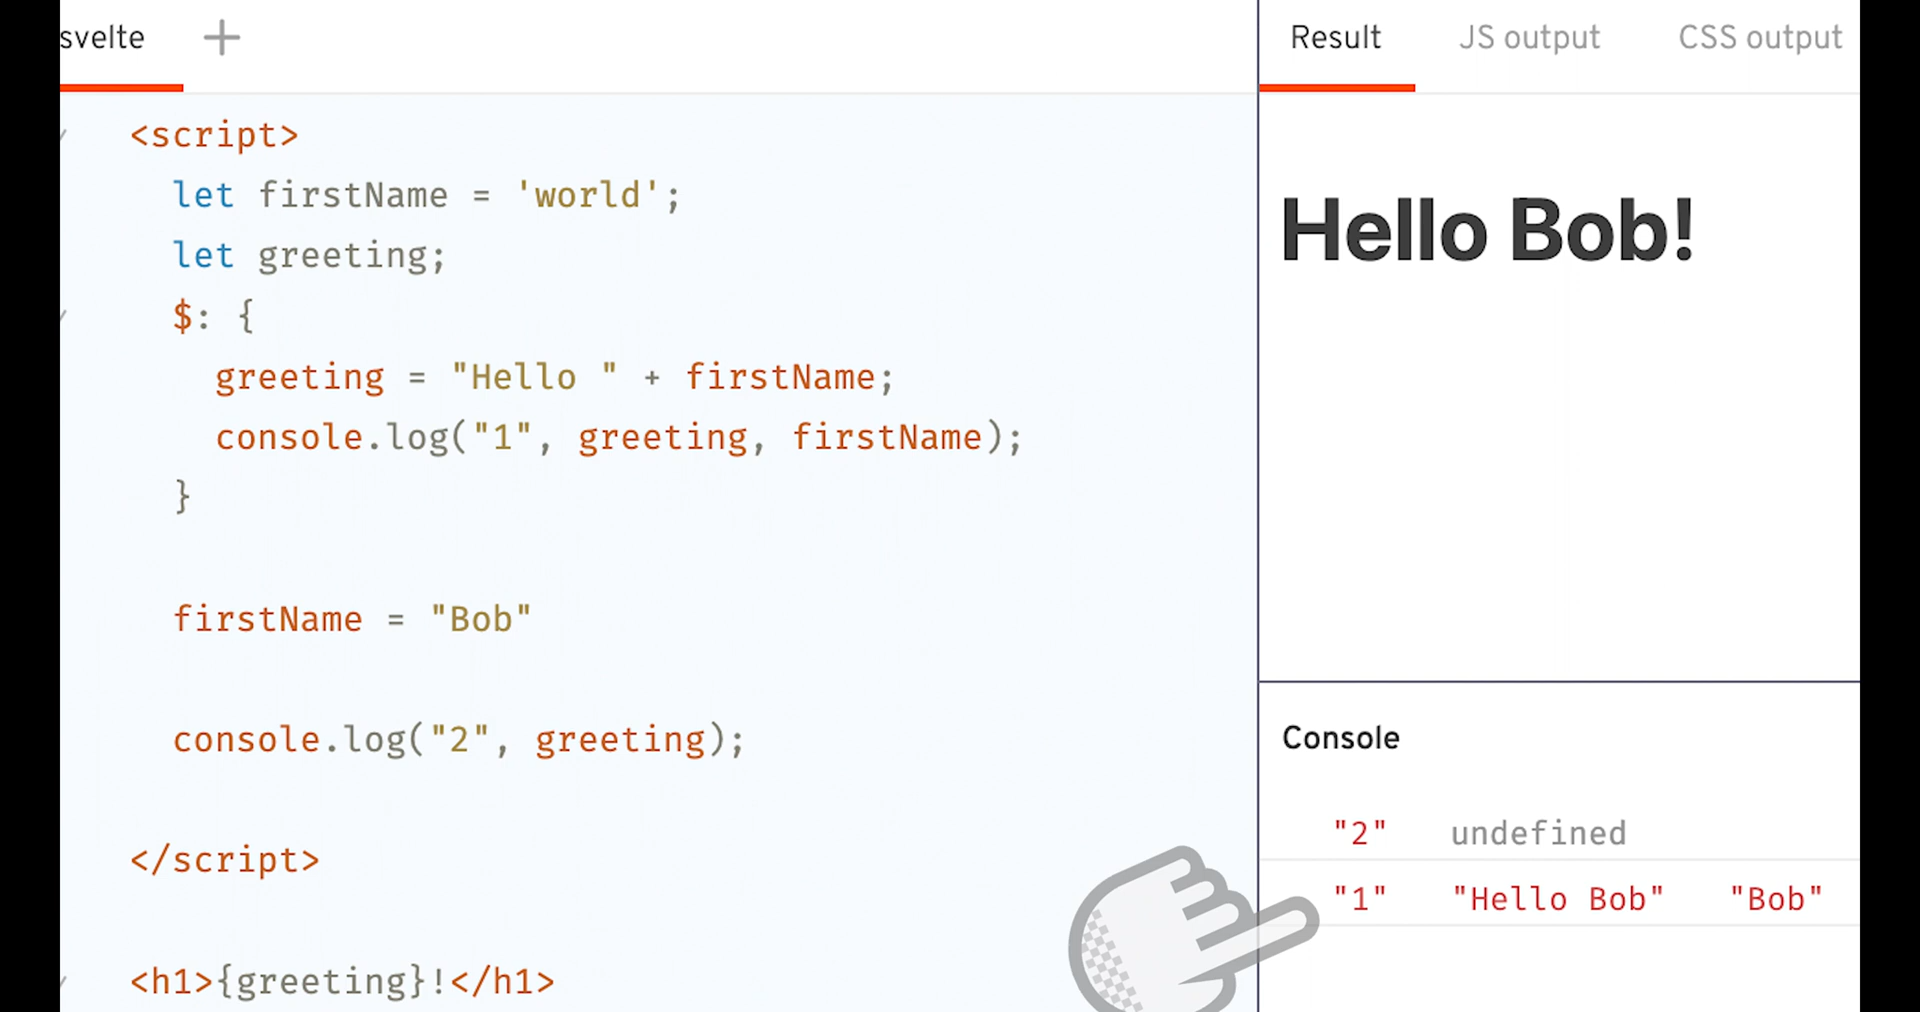 svelte +
<script>
let firstName = 'world';
let greeting;
$: {
greeting = "Hello " + firstName;
console.log("1", greeting, firstName);
}
firstName = "Bob"
console.log("2", greeting);
</script>
<h1>{greeting}!</h1>
Result JS output CSS output
Hello Bob!
Console
"2" undefined
"1" "Hello Bob" "Bob"